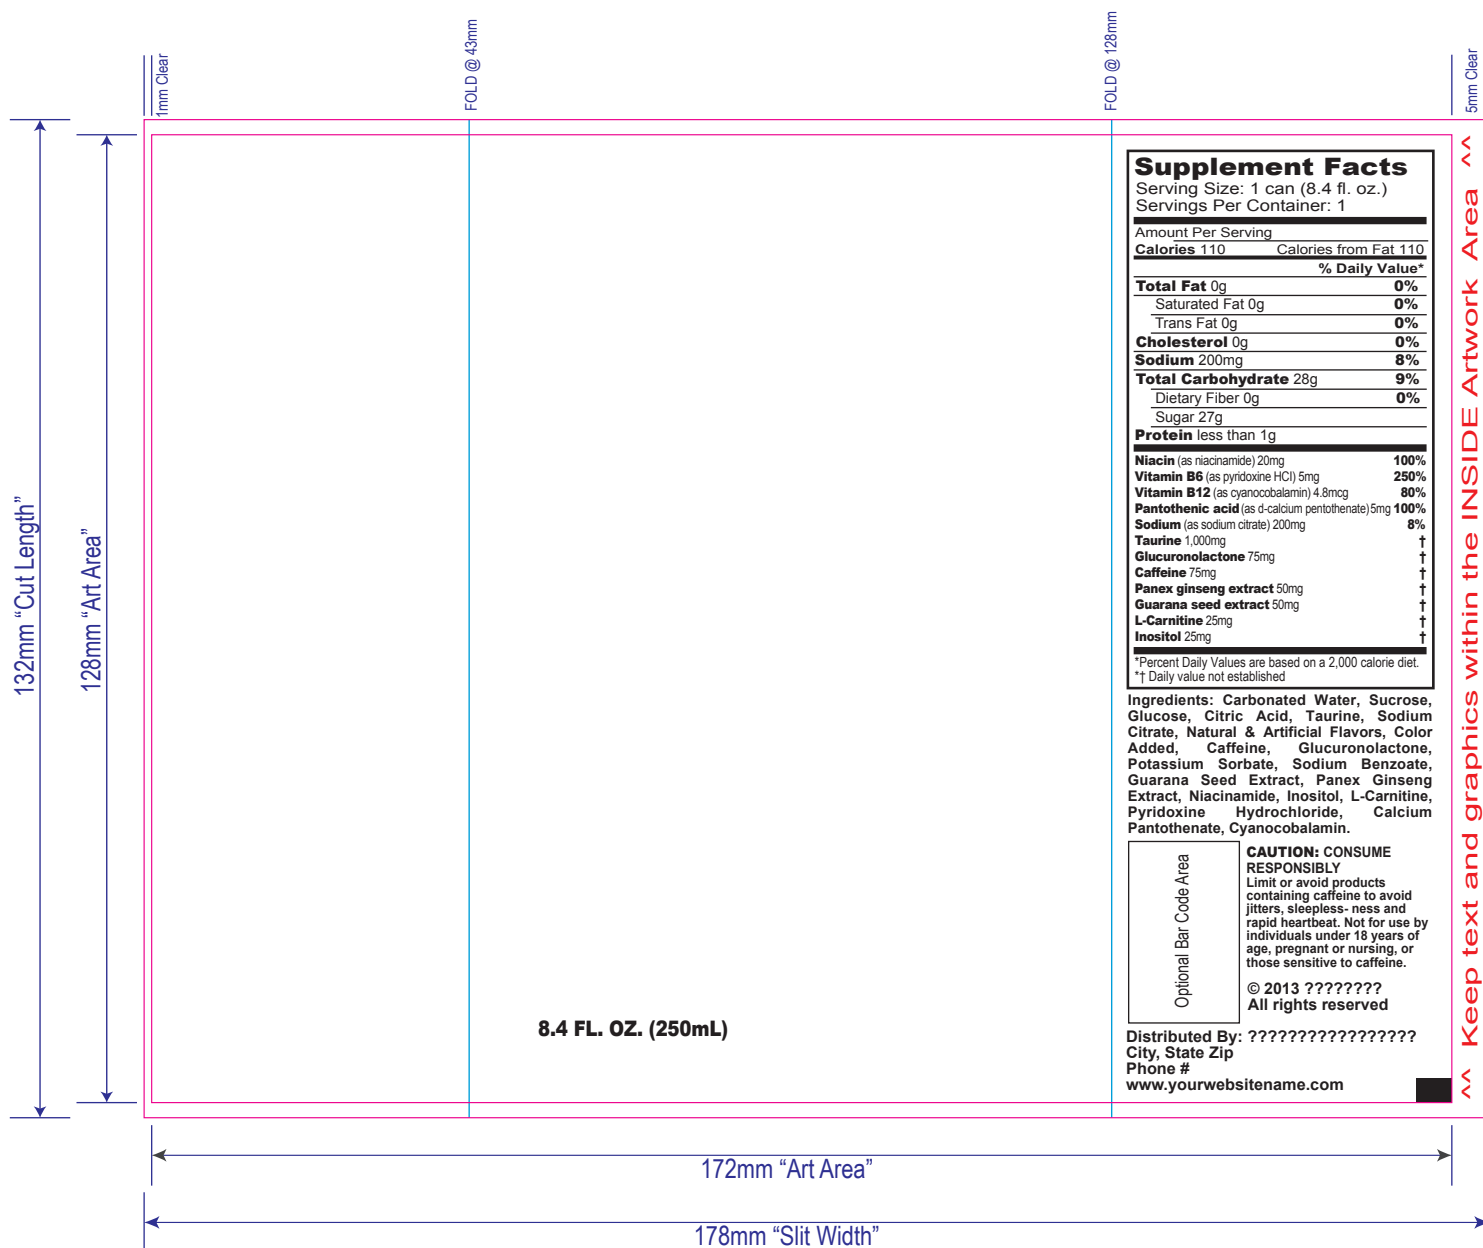 1mm Clear
FOLD @ 43mm
FOLD @ 128mm
5mm Clear
132mm “Cut Length”
128mm “Art Area”
Supplement Facts
Serving Size: 1 can (8.4 fl. oz.)
Servings Per Container: 1
Amount Per Serving
Calories 110 Calories from Fat 110
% Daily Value*
Total Fat 0g 0%
Saturated Fat 0g 0%
Trans Fat 0g 0%
Cholesterol 0g 0%
Sodium 200mg 8%
Total Carbohydrate 28g 9%
Dietary Fiber 0g 0%
Sugar 27g
Protein less than 1g
Niacin (as niacinamide) 20mg 100%
Vitamin B6 (as pyridoxine HCl) 5mg 250%
Vitamin B12 (as cyanocobalamin) 4.8mcg 80%
Pantothenic acid (as d-calcium pentothenate) 5mg 100%
Sodium (as sodium citrate) 200mg 8%
Taurine 1,000mg †
Glucuronolactone 75mg †
Caffeine 75mg †
Panex ginseng extract 50mg †
Guarana seed extract 50mg †
L-Carnitine 25mg †
Inositol 25mg †
*Percent Daily Values are based on a 2,000 calorie diet.
*† Daily value not established
Ingredients: Carbonated Water, Sucrose,
Glucose, Citric Acid, Taurine, Sodium
Citrate, Natural & Artificial Flavors, Color
Added, Caffeine, Glucuronolactone,
Potassium Sorbate, Sodium Benzoate,
Guarana Seed Extract, Panex Ginseng
Extract, Niacinamide, Inositol, L-Carnitine,
Pyridoxine Hydrochloride, Calcium
Pantothenate, Cyanocobalamin.
Optional Bar Code Area
CAUTION: CONSUME
RESPONSIBLY
Limit or avoid products
containing caffeine to avoid
jitters, sleepless- ness and
rapid heartbeat. Not for use by
individuals under 18 years of
age, pregnant or nursing, or
those sensitive to caffeine.
© 2013 ????????
All rights reserved
8.4 FL. OZ. (250mL)
Distributed By: ?????????????????
City, State Zip
Phone #
www.yourwebsitename.com
^^ Keep text and graphics within the INSIDE Artwork Area ^^
172mm “Art Area”
178mm “Slit Width”